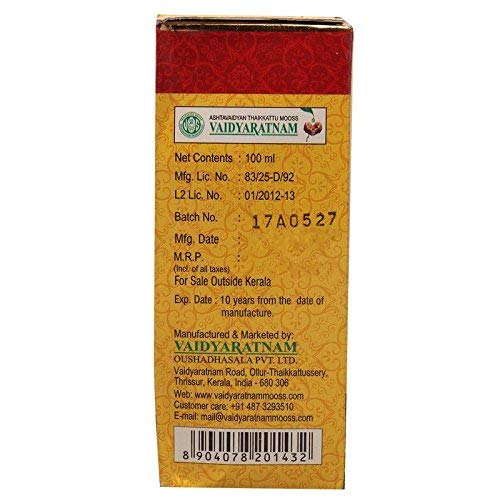 ASHTAVAIDYAN THAIKKATTU MOOSS
VAIDYARATNAM
Net Contents : 100 ml
Mfg. Lic. No. : 83/25-D/92
L2 Lic. No. : 01/2012-13
Batch No. : 17A0527
Mfg. Date :
M.R.P. :
(Incl. of all taxes)
For Sale Outside Kerala
Exp. Date : 10 years from the date of
manufacture.
Manufactured & Marketed by:
VAIDYARATNAM
OUSHADHASALA PVT. LTD.
Vaidyaratnam Road, Ollur-Thaikkattussery,
Thrissur, Kerala, India - 680 306
Web: www.vaidyaratnammooss.com
Customer care: +91 487 3293510
E-mail: mail@vaidyaratnammooss.com
8 904078 201432